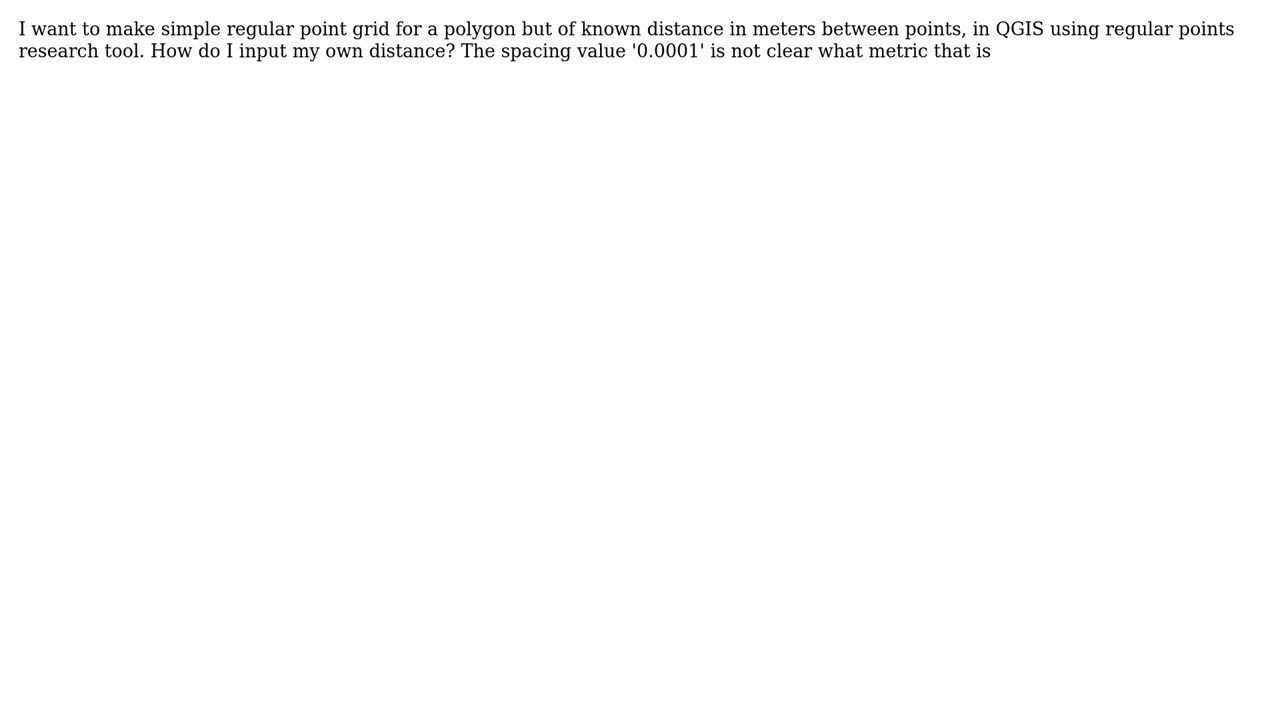 I want to make simple regular point grid for a polygon but of known distance in meters between points, in QGIS using regular points
research tool. How do I input my own distance? The spacing value '0.0001' is not clear what metric that is